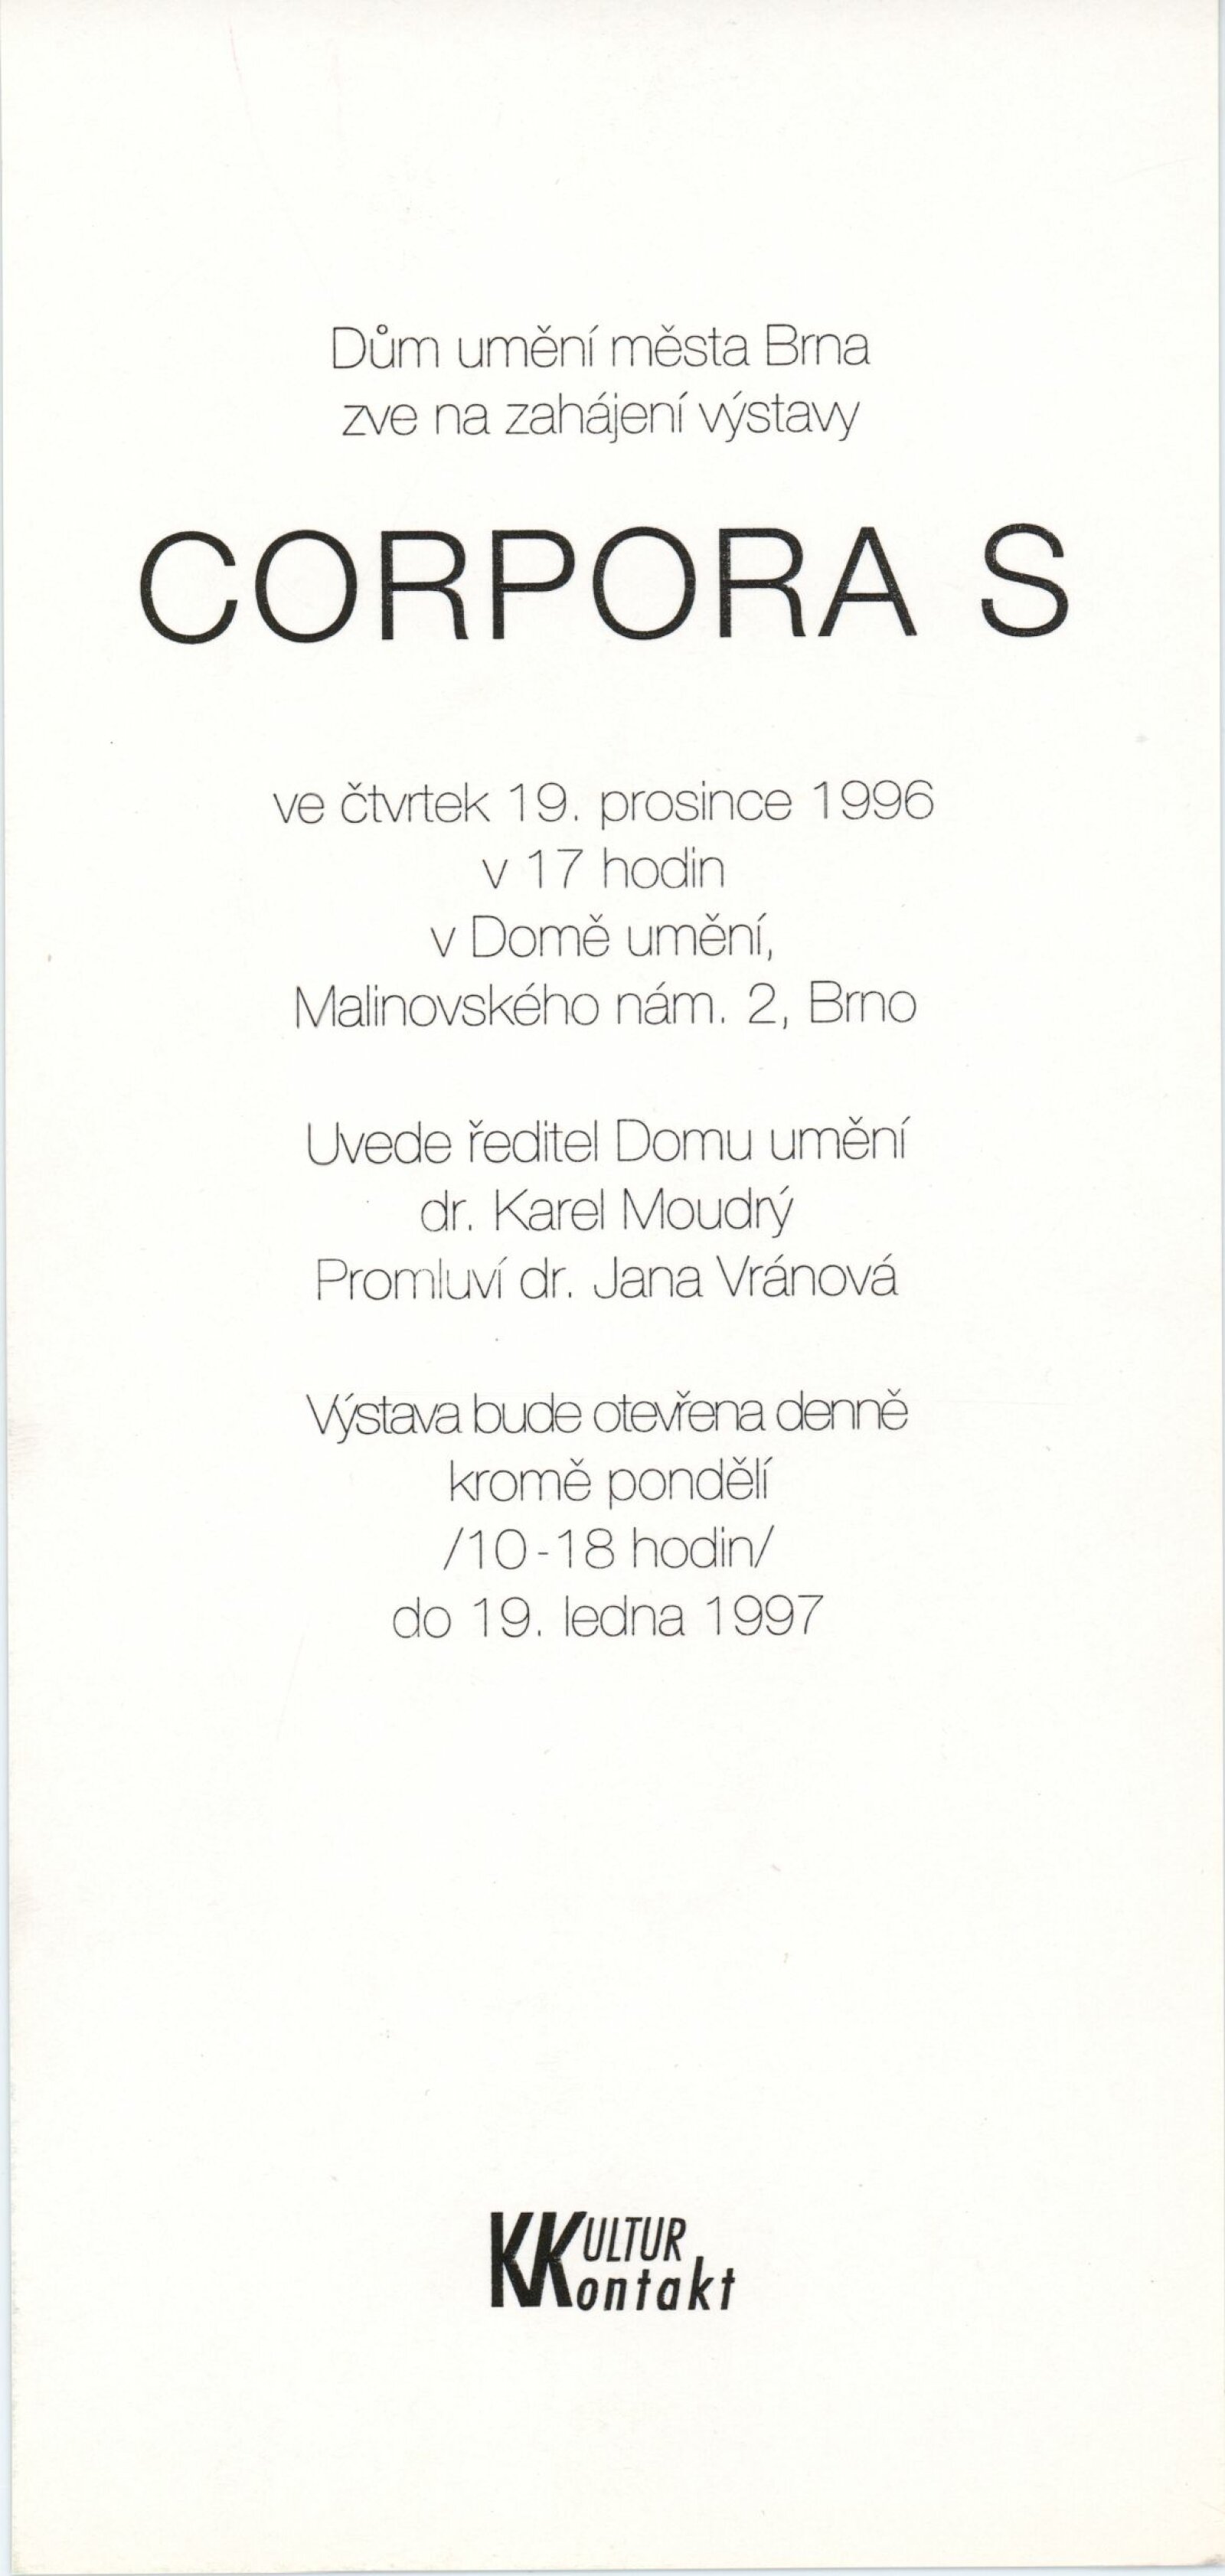 Dům umění města Brna
zve na zahájení výstavy
CORPORA S
ve čtvrtek 19. prosince 1996
v 17 hodin
v Domě umění,
Malinovského nám. 2, Brno
Uvede ředitel Domu umění
dr. Karel Moudrý
Promluví dr. Jana Vránová
Výstava bude otevřena denně
kromě pondělí
/10-18 hodin/
do 19. ledna 1997
KKULTUR
Kontakt